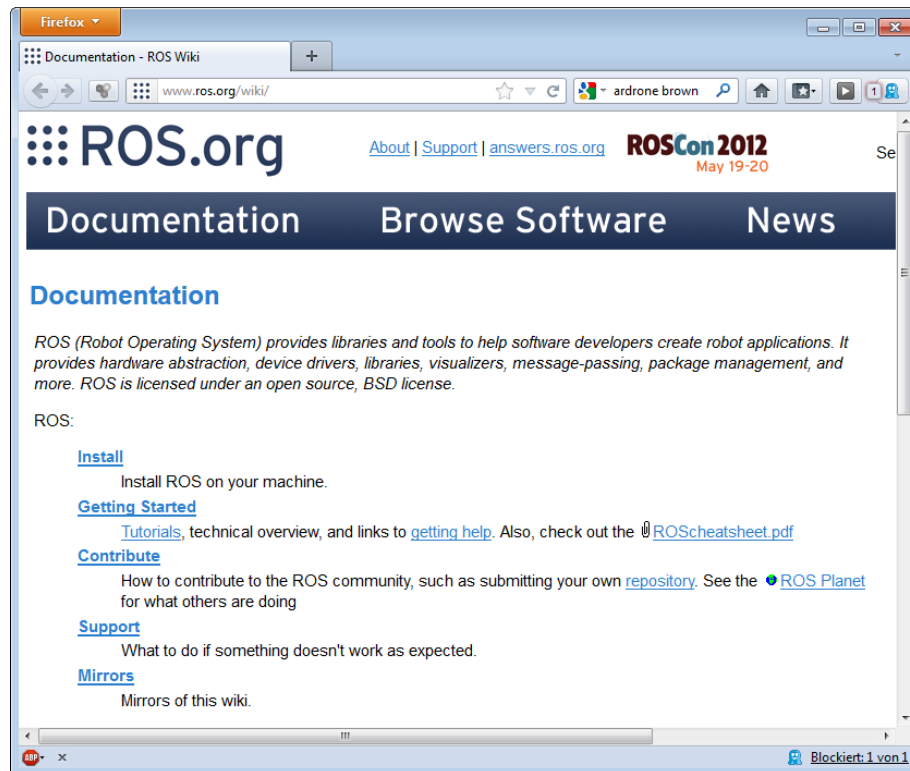 Firefox
Documentation - ROS Wiki
www.ros.org/wiki/
ardrone brown
1
ROS.org
About | Support | answers.ros.org
ROSCon 2012
May 19-20
Se
Documentation Browse Software News
Documentation
ROS (Robot Operating System) provides libraries and tools to help software developers create robot applications. It
provides hardware abstraction, device drivers, libraries, visualizers, message-passing, package management, and
more. ROS is licensed under an open source, BSD license.
ROS:
Install
Install ROS on your machine.
Getting Started
Tutorials, technical overview, and links to getting help. Also, check out the ROScheatsheet.pdf
Contribute
How to contribute to the ROS community, such as submitting your own repository. See the ROS Planet
for what others are doing
Support
What to do if something doesn't work as expected.
Mirrors
Mirrors of this wiki.
ABP
Blockiert: 1 von 1